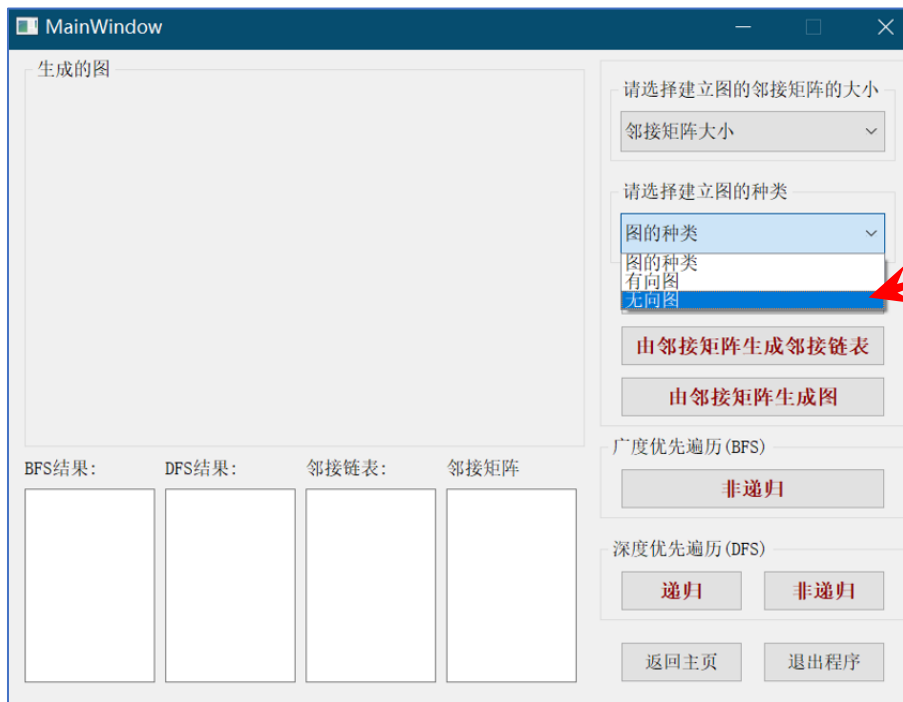 MainWindow
生成的图
请选择建立图的邻接矩阵的大小
邻接矩阵大小
请选择建立图的种类
图的种类
图的种类
有向图
无向图
由邻接矩阵生成邻接链表
由邻接矩阵生成图
广度优先遍历(BFS)
非递归
深度优先遍历(DFS)
递归 非递归
BFS结果: DFS结果: 邻接链表: 邻接矩阵
返回主页 退出程序